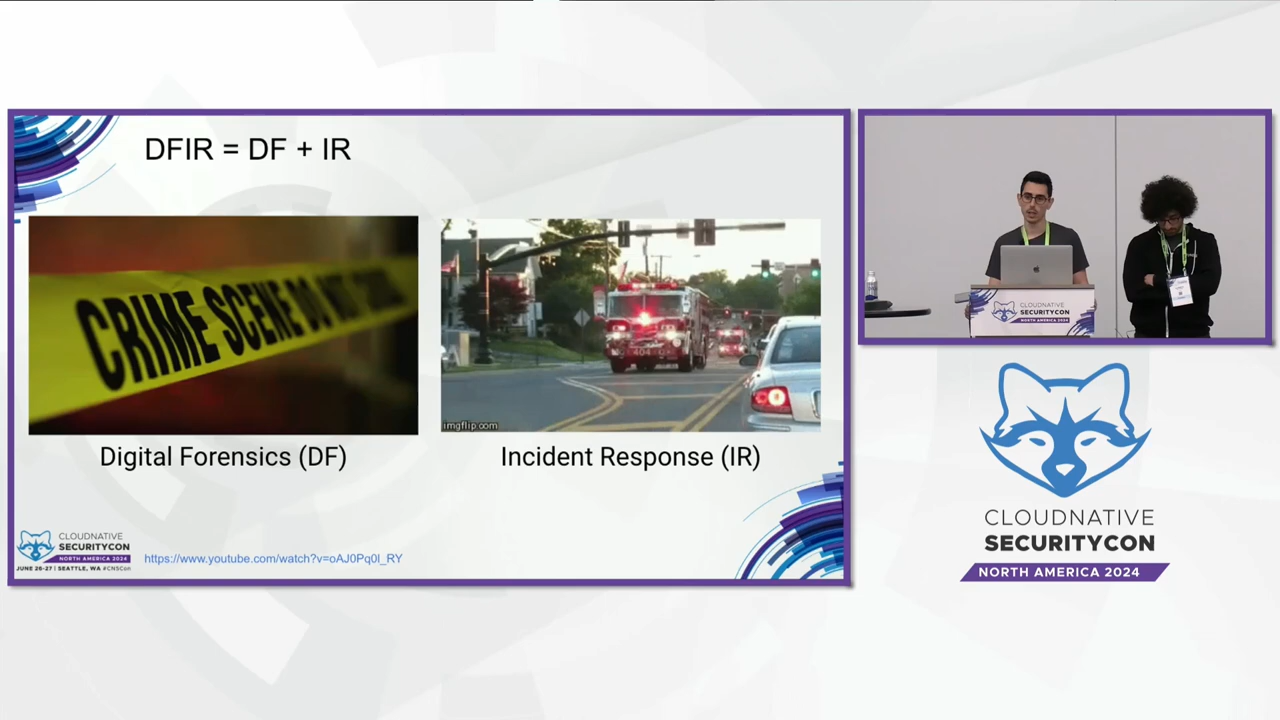 DFIR = DF + IR
CRIME SCENE DO NOT CROSS
404
imgflip.com
Digital Forensics (DF)
Incident Response (IR)
CLOUDNATIVE
SECURITYCON
NORTH AMERICA 2024
JUNE 26-27 | SEATTLE, WA #CNSCon
https://www.youtube.com/watch?v=oAJ0Pq0I_RY
CLOUDNATIVE
SECURITYCON
NORTH AMERICA 2024
CLOUDNATIVE
SECURITYCON
NORTH AMERICA 2024